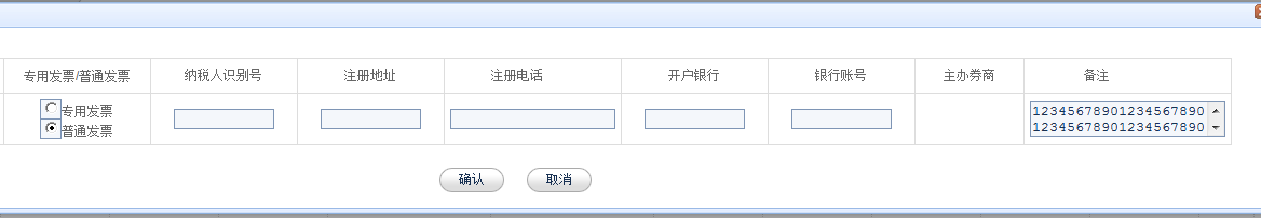 专用发票/普通发票 纳税人识别号 注册地址 注册电话 开户银行 银行账号 主办券商 备注
专用发票
普通发票
12345678901234567890
12345678901234567890
确认 取消